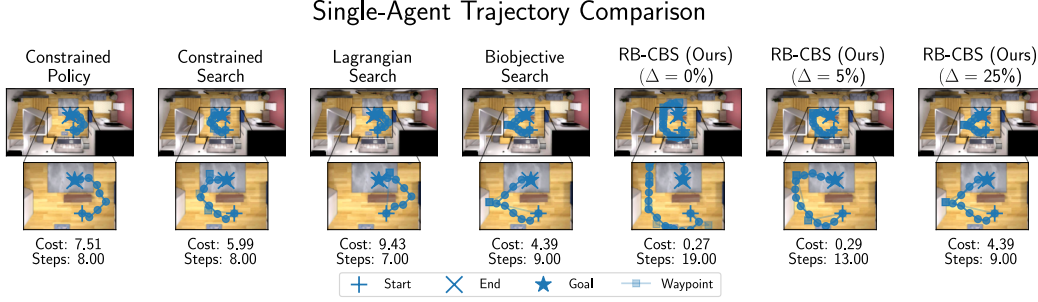 Single-Agent Trajectory Comparison
Constrained
Policy
Constrained
Search
Lagrangian
Search
Biobjective
Search
RB-CBS (Ours)
(Δ = 0%)
RB-CBS (Ours)
(Δ = 5%)
RB-CBS (Ours)
(Δ = 25%)
Cost: 7.51
Steps: 8.00
Cost: 5.99
Steps: 8.00
Cost: 9.43
Steps: 7.00
Cost: 4.39
Steps: 9.00
Cost: 0.27
Steps: 19.00
Cost: 0.29
Steps: 13.00
Cost: 4.39
Steps: 9.00
Start
End
Goal
Waypoint